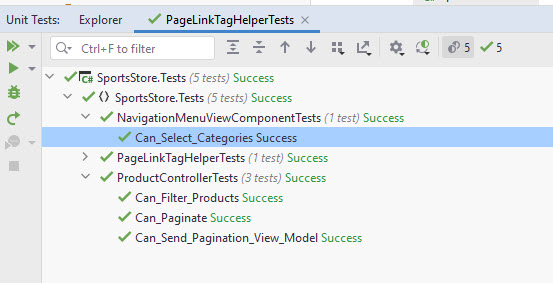 Unit Tests: Explorer PageLinkTagHelperTests
Ctrl+F to filter 5 5
C# SportsStore.Tests (5 tests) Success
SportsStore.Tests (5 tests) Success
NavigationMenuViewComponentTests (1 test) Success
Can_Select_Categories Success
PageLinkTagHelperTests (1 test) Success
ProductControllerTests (3 tests) Success
Can_Filter_Products Success
Can_Paginate Success
Can_Send_Pagination_View_Model Success